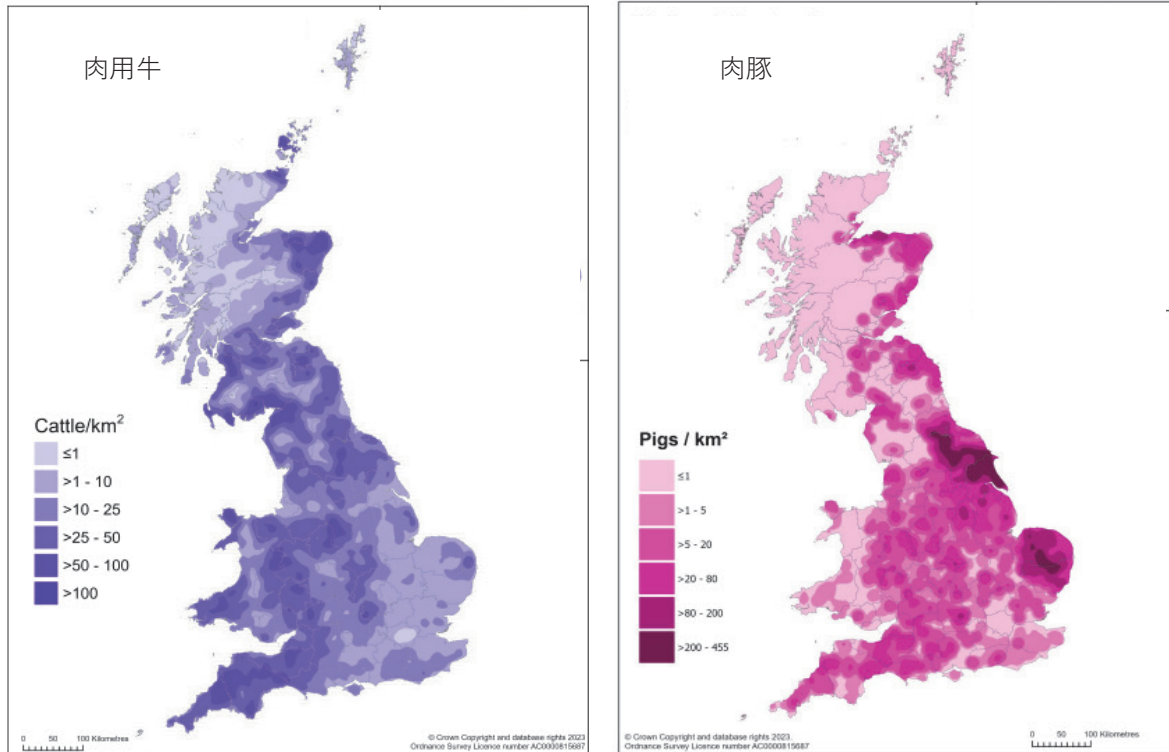 肉用牛
Cattle/km²
≤1
>1 - 10
>10 - 25
>25 - 50
>50 - 100
>100
0 100 Kilometres
© Crown Copyright and database rights 2023
Ordnance Survey Licence number AC0000815687
肉豚
Pigs / km²
≤1
>1 - 5
>5 - 20
>20 - 80
>80 - 200
>200 - 455
© Crown Copyright and database rights 2023.
Ordnance Survey Licence number AC0000815687
0 100 Kilometres